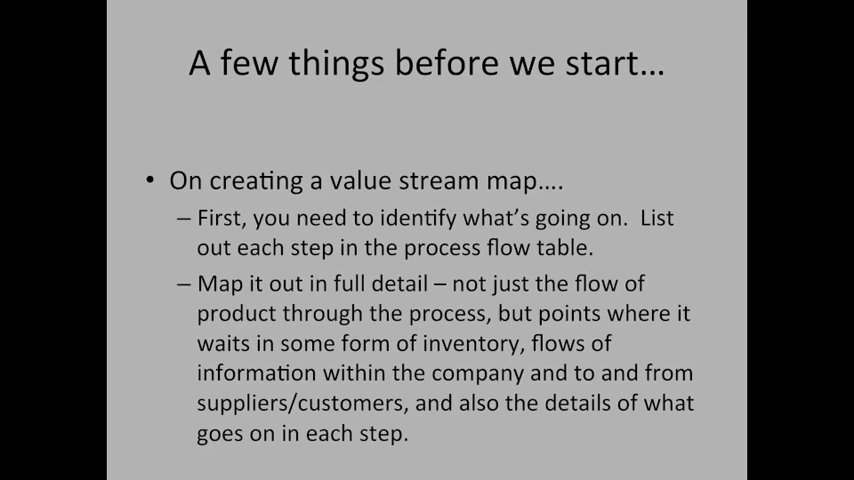 A few things before we start…
• On creating a value stream map….
– First, you need to identify what's going on.  List
out each step in the process flow table.
– Map it out in full detail – not just the flow of
product through the process, but points where it
waits in some form of inventory, flows of
information within the company and to and from
suppliers/customers, and also the details of what
goes on in each step.